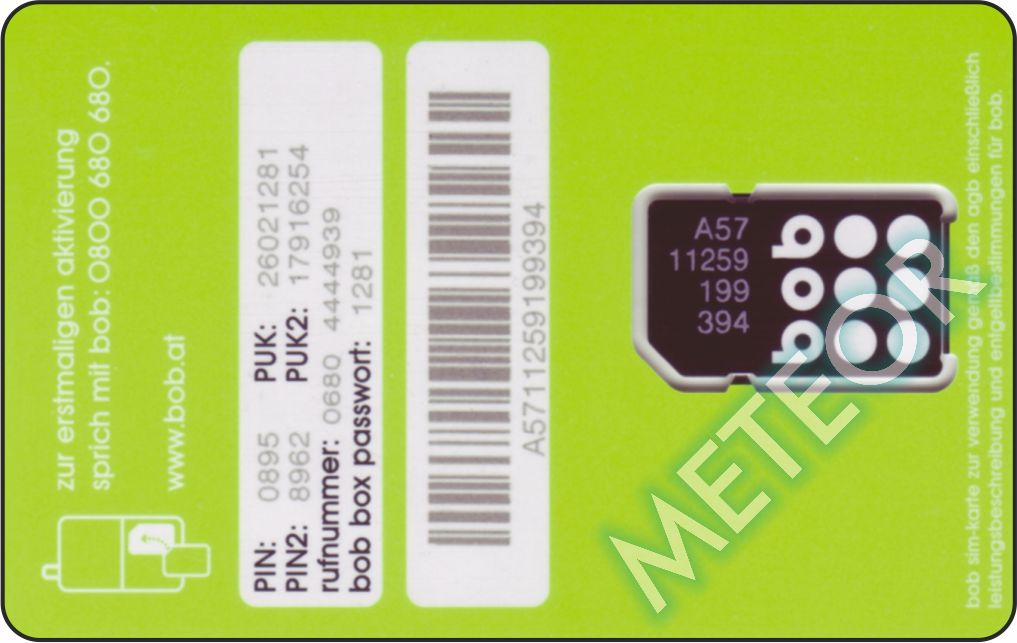 zur erstmaligen aktivierung
sprich mit bob: 0800 680 680.
www.bob.at
PIN: 0895 PUK: 26021281
PIN2: 8962 PUK2: 17916254
rufnummer: 0680 4444939
bob box passwort: 1281
A5711259199394
A57
11259
199
394
bob
METEOR
bob sim-karte zur verwendung gemäß den agb einschließlich
leistungsbeschreibung und entgeltbestimmungen für bob.